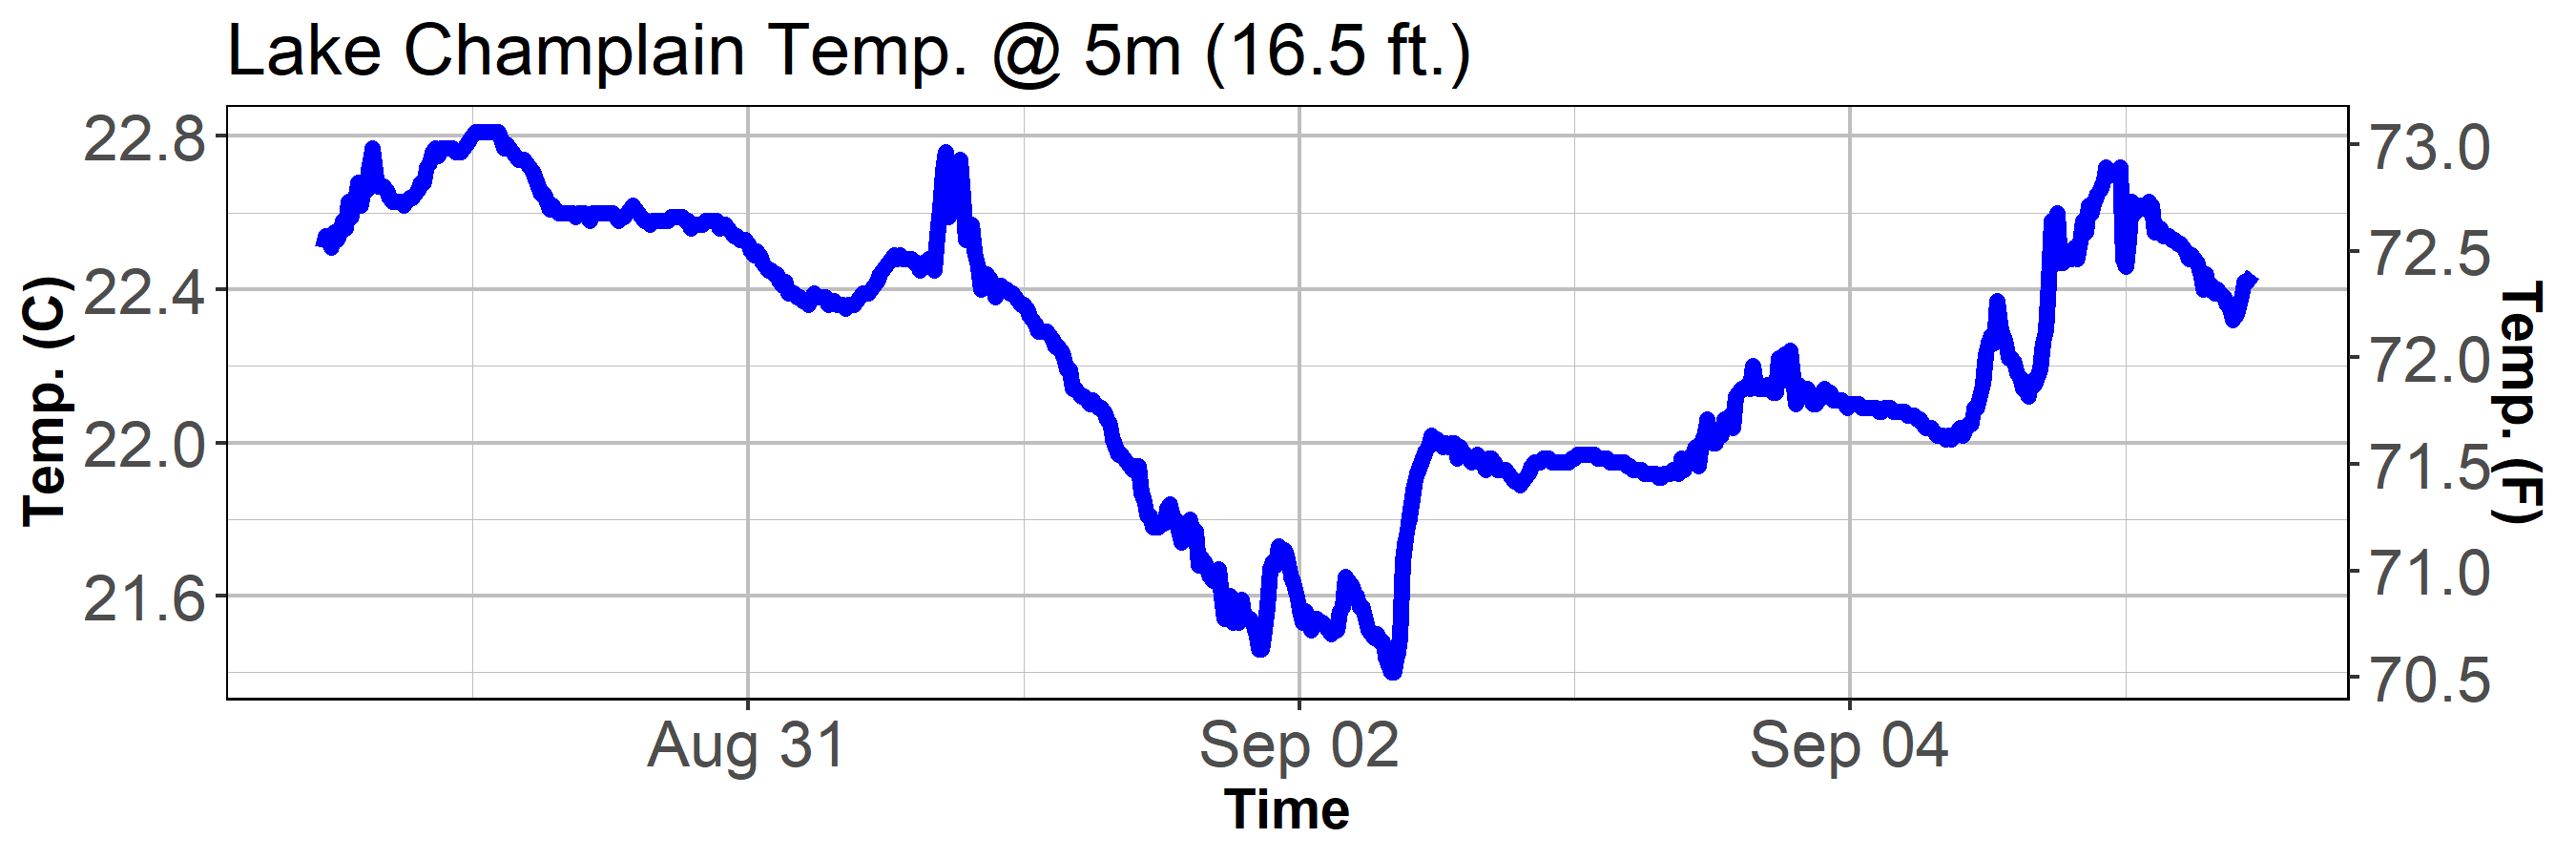 Lake Champlain Temp. @ 5m (16.5 ft.)
Temp. (C)
22.8
22.4
22.0
21.6
73.0
72.5
72.0
71.5
71.0
70.5
Temp. (F)
Aug 31
Sep 02
Sep 04
Time